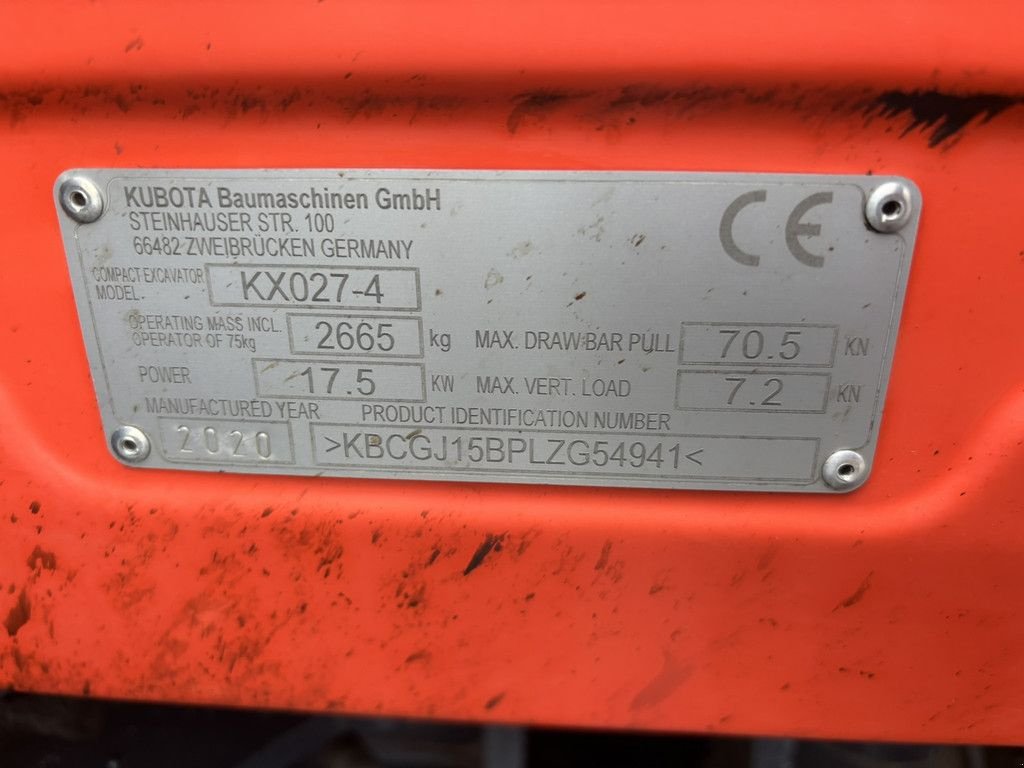 KUBOTA Baumaschinen GmbH
STEINHAUSER STR. 100
66482 ZWEIBRÜCKEN GERMANY
CE
COMPACT EXCAVATOR
MODEL
KX027-4
OPERATING MASS INCL.
OPERATOR OF 75kg
2665 kg
MAX. DRAW BAR PULL 70.5 KN
POWER 17.5 KW
MAX. VERT. LOAD 7.2 KN
MANUFACTURED YEAR
2020
PRODUCT IDENTIFICATION NUMBER
>KBCGJ15BPLZG54941<